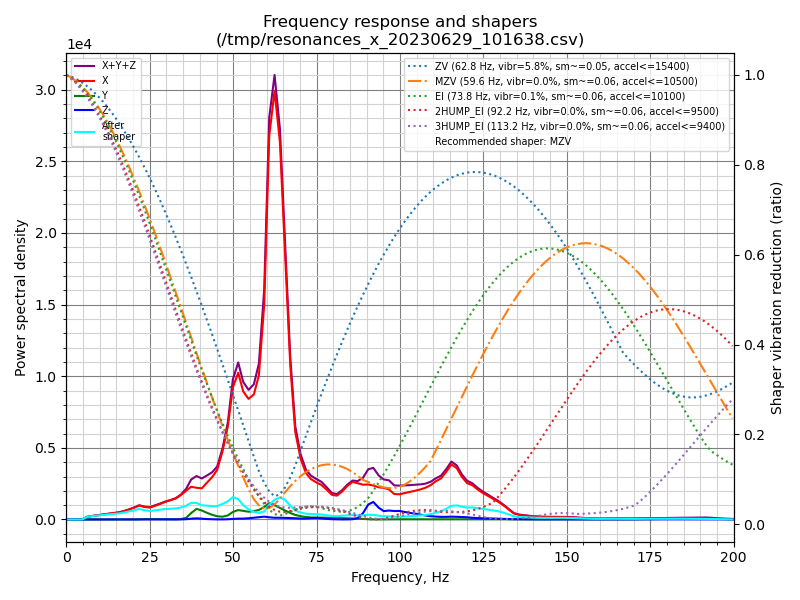 Frequency response and shapers
(/tmp/resonances_x_20230629_101638.csv)
1e4
X+Y+Z
X
Y
Z
After
shaper
ZV (62.8 Hz, vibr=5.8%, sm~=0.05, accel<=15400)
MZV (59.6 Hz, vibr=0.0%, sm~=0.06, accel<=10500)
EI (73.8 Hz, vibr=0.1%, sm~=0.06, accel<=10100)
2HUMP_EI (92.2 Hz, vibr=0.0%, sm~=0.06, accel<=9500)
3HUMP_EI (113.2 Hz, vibr=0.0%, sm~=0.06, accel<=9400)
Recommended shaper: MZV
Power spectral density
3.0
2.5
2.0
1.5
1.0
0.5
0.0
Shaper vibration reduction (ratio)
1.0
0.8
0.6
0.4
0.2
0.0
0 25 50 75 100 125 150 175 200
Frequency, Hz